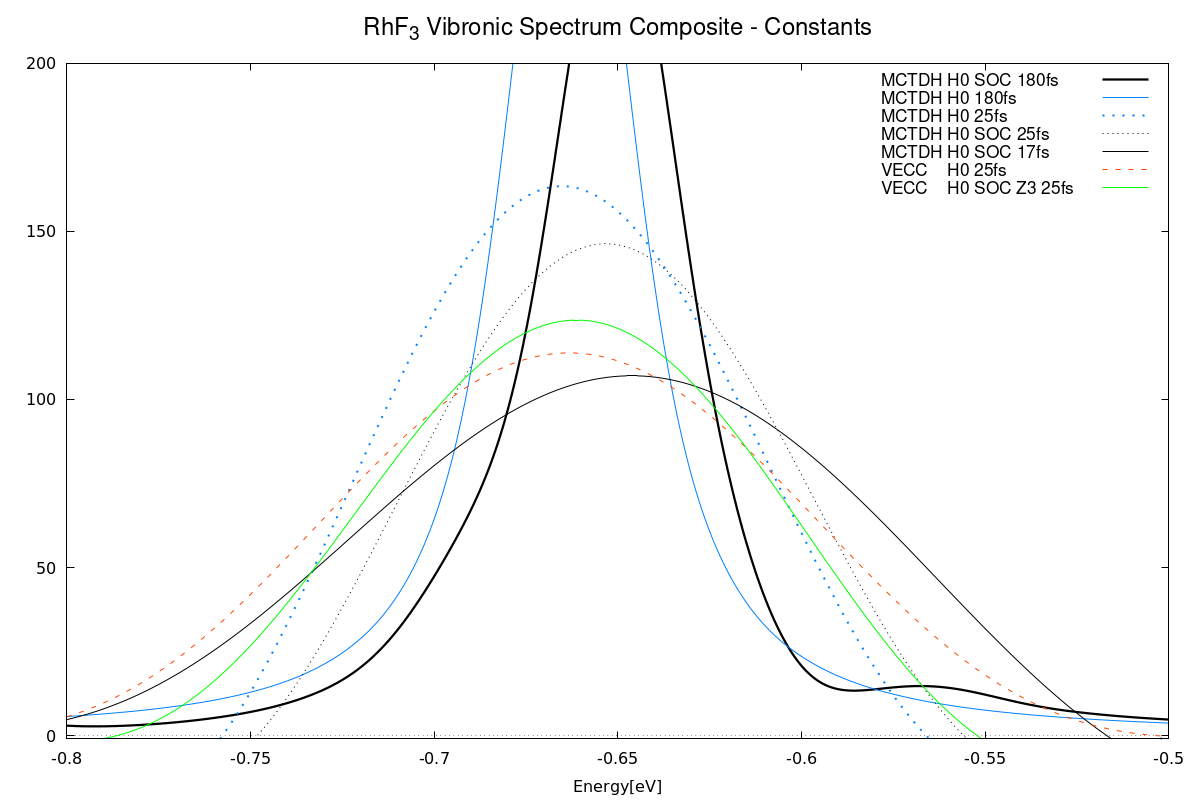 RhF3 Vibronic Spectrum Composite - Constants
200
150
100
50
0
MCTDH H0 SOC 180fs
MCTDH H0 180fs
MCTDH H0 25fs
MCTDH H0 SOC 25fs
MCTDH H0 SOC 17fs
VECC H0 25fs
VECC H0 SOC Z3 25fs
-0.8 -0.75 -0.7 -0.65 -0.6 -0.55 -0.5
Energy[eV]